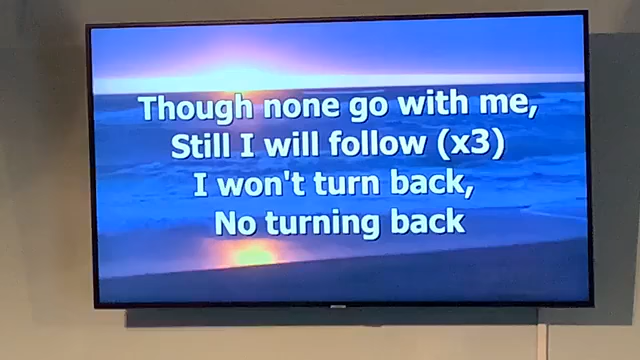 Though none go with me,
Still I will follow (x3)
I won't turn back,
No turning back